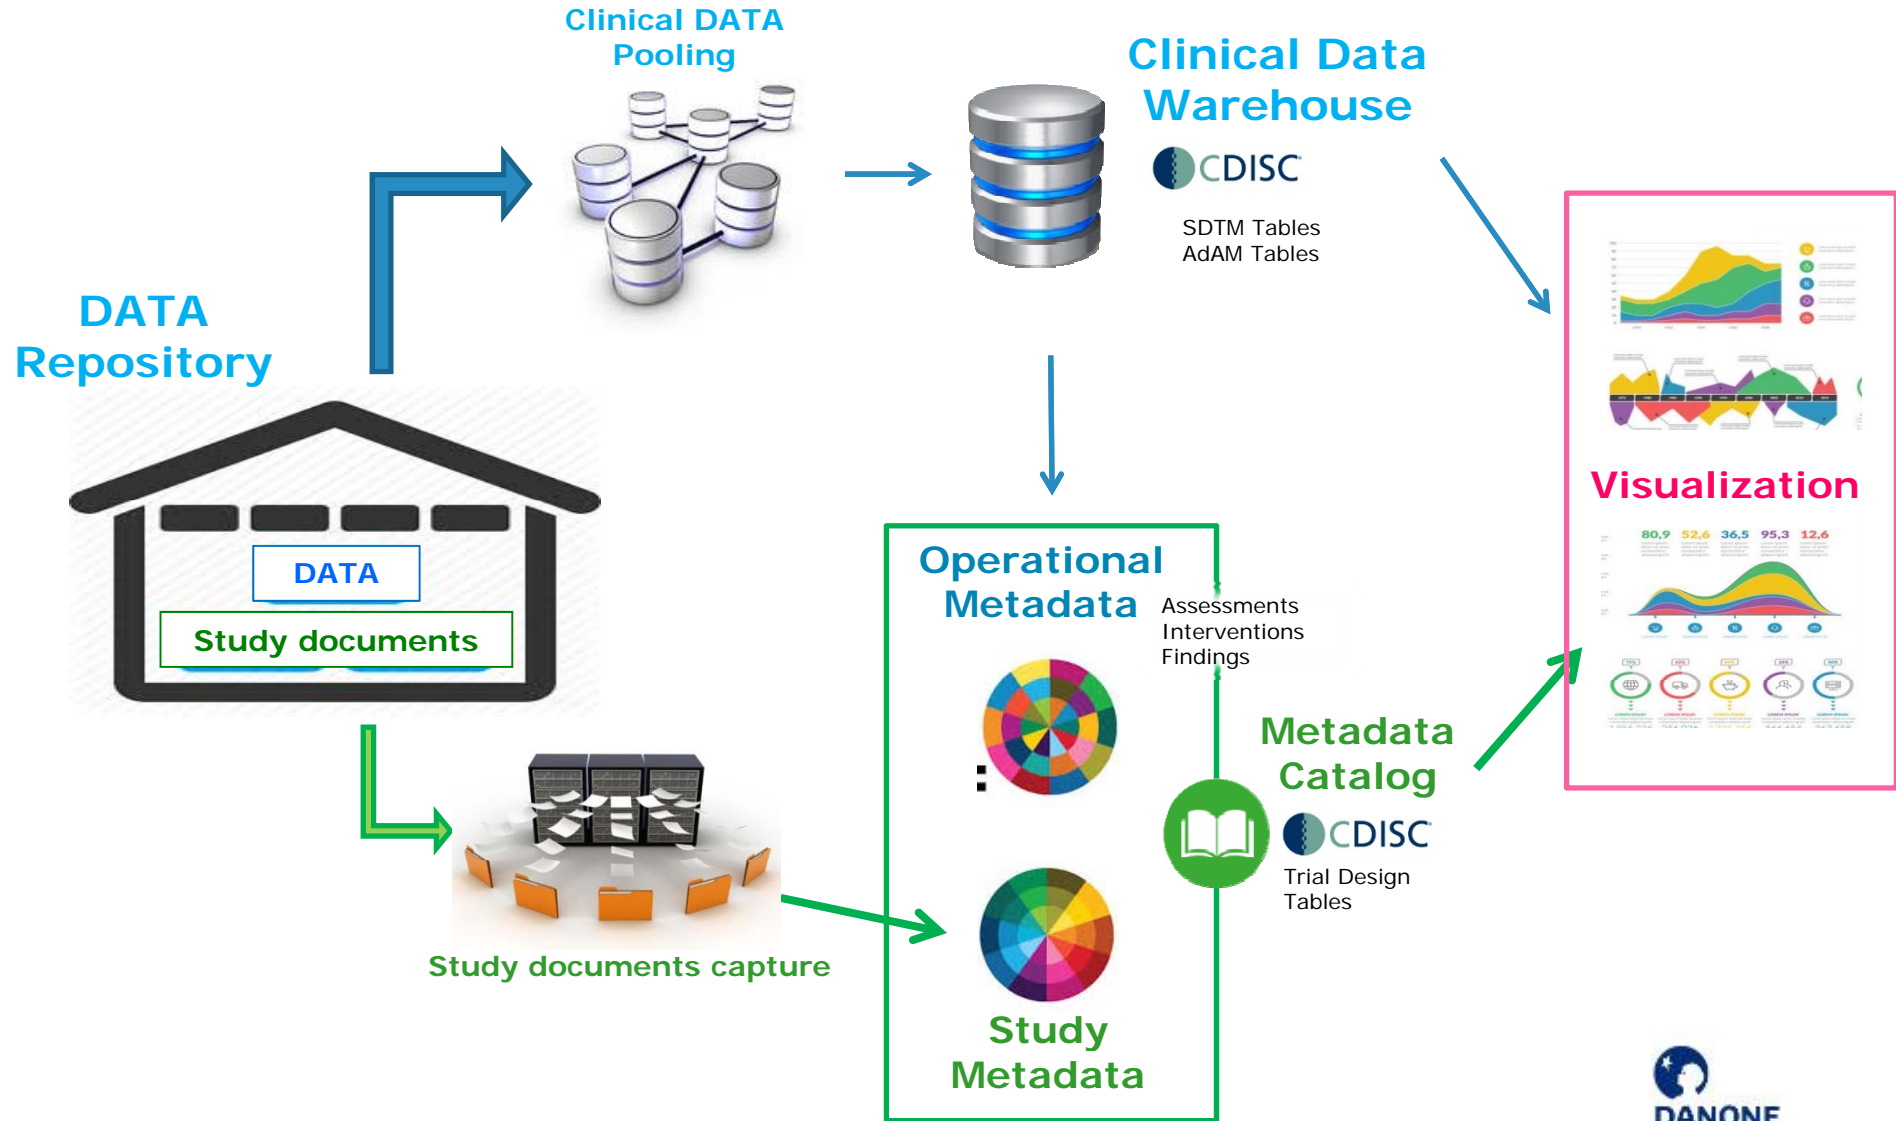 Clinical DATA
Pooling
Clinical Data
Warehouse
CDISC
SDTM Tables
AdAM Tables
DATA
Repository
DATA
Study documents
Study documents capture
Operational
Metadata
Assessments
Interventions
Findings
Study
Metadata
Metadata
Catalog
CDISC
Trial Design
Tables
Visualization
80,9 52,6 36,5 95,3 12,6
DANONE